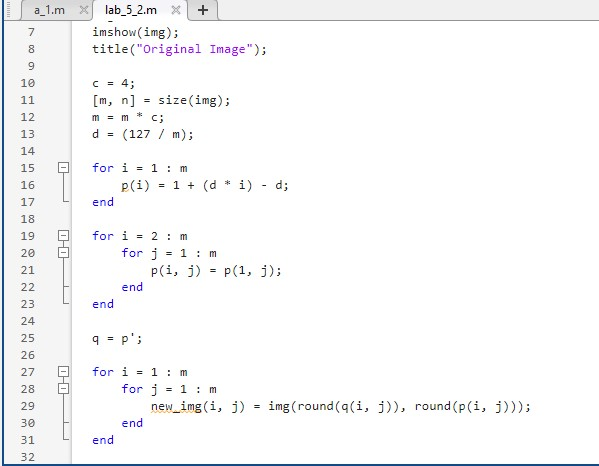 a_1.m × lab_5_2.m × +
7 imshow(img);
8 title("Original Image");
9
10 c = 4;
11 [m, n] = size(img);
12 m = m * c;
13 d = (127 / m);
14
15 for i = 1 : m
16 p(i) = 1 + (d * i) - d;
17 end
18
19 for i = 2 : m
20 for j = 1 : m
21 p(i, j) = p(1, j);
22 end
23 end
24
25 q = p';
26
27 for i = 1 : m
28 for j = 1 : m
29 new_img(i, j) = img(round(q(i, j)), round(p(i, j)));
30 end
31 end
32